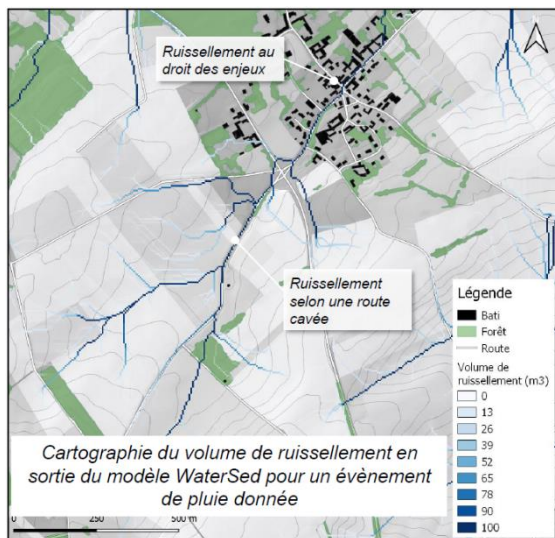 Ruissellement au
droit des enjeux
Ruissellement
selon une route
cavée
Légende
Bati
Forêt
Route
Volume de
ruissellement (m3)
0
13
26
39
52
65
78
90
100
Cartographie du volume de ruissellement en
sortie du modèle WaterSed pour un évènement
de pluie donnée
0 250 500 m